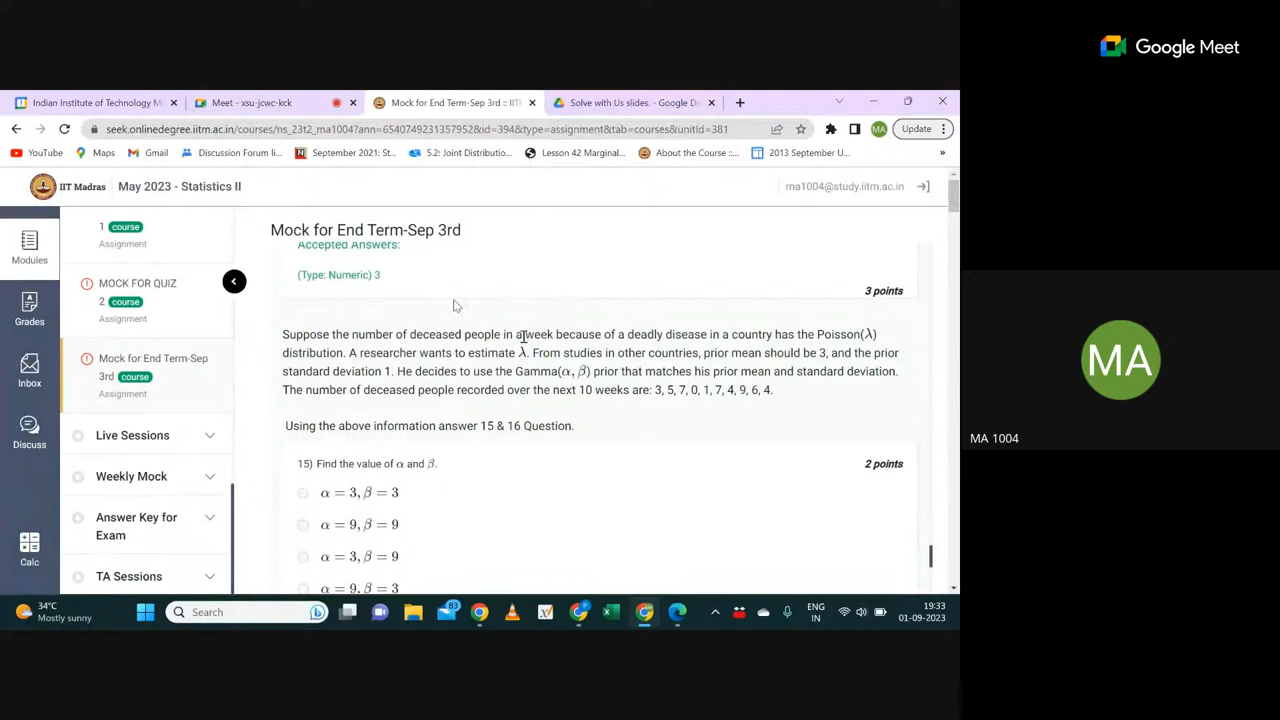 Google Meet
Indian Institute of Technology M
Meet - xsu-jcwc-kck
Mock for End Term-Sep 3rd :: IIT
Solve with Us slides. - Google Dr
seek.onlinedegree.iitm.ac.in/courses/ns_23t2_ma1004?ann=6540749231357952&id=394&type=assignment&tab=courses&unitId=381
MA
Update
YouTube
Maps
Gmail
Discussion Forum li...
September 2021: St...
5.2: Joint Distributio...
Lesson 42 Marginal...
About the Course ::...
2013 September U...
»
IIT Madras
May 2023 - Statistics II
ma1004@study.iitm.ac.in
Modules
Grades
Inbox
Discuss
Calc
1 course
Assignment
MOCK FOR QUIZ
2 course
Assignment
Mock for End Term-Sep
3rd course
Assignment
Live Sessions
Weekly Mock
Answer Key for
Exam
TA Sessions
Mock for End Term-Sep 3rd
Accepted Answers:
(Type: Numeric) 3
3 points
Suppose the number of deceased people in a week because of a deadly disease in a country has the Poisson(λ)
distribution. A researcher wants to estimate λ. From studies in other countries, prior mean should be 3, and the prior
standard deviation 1. He decides to use the Gamma(α, β) prior that matches his prior mean and standard deviation.
The number of deceased people recorded over the next 10 weeks are: 3, 5, 7, 0, 1, 7, 4, 9, 6, 4.
Using the above information answer 15 & 16 Question.
15) Find the value of α and β.
2 points
α = 3, β = 3
α = 9, β = 9
α = 3, β = 9
α = 9, β = 3
MA
MA 1004
34°C
Mostly sunny
Search
83
ENG
IN
19:33
01-09-2023